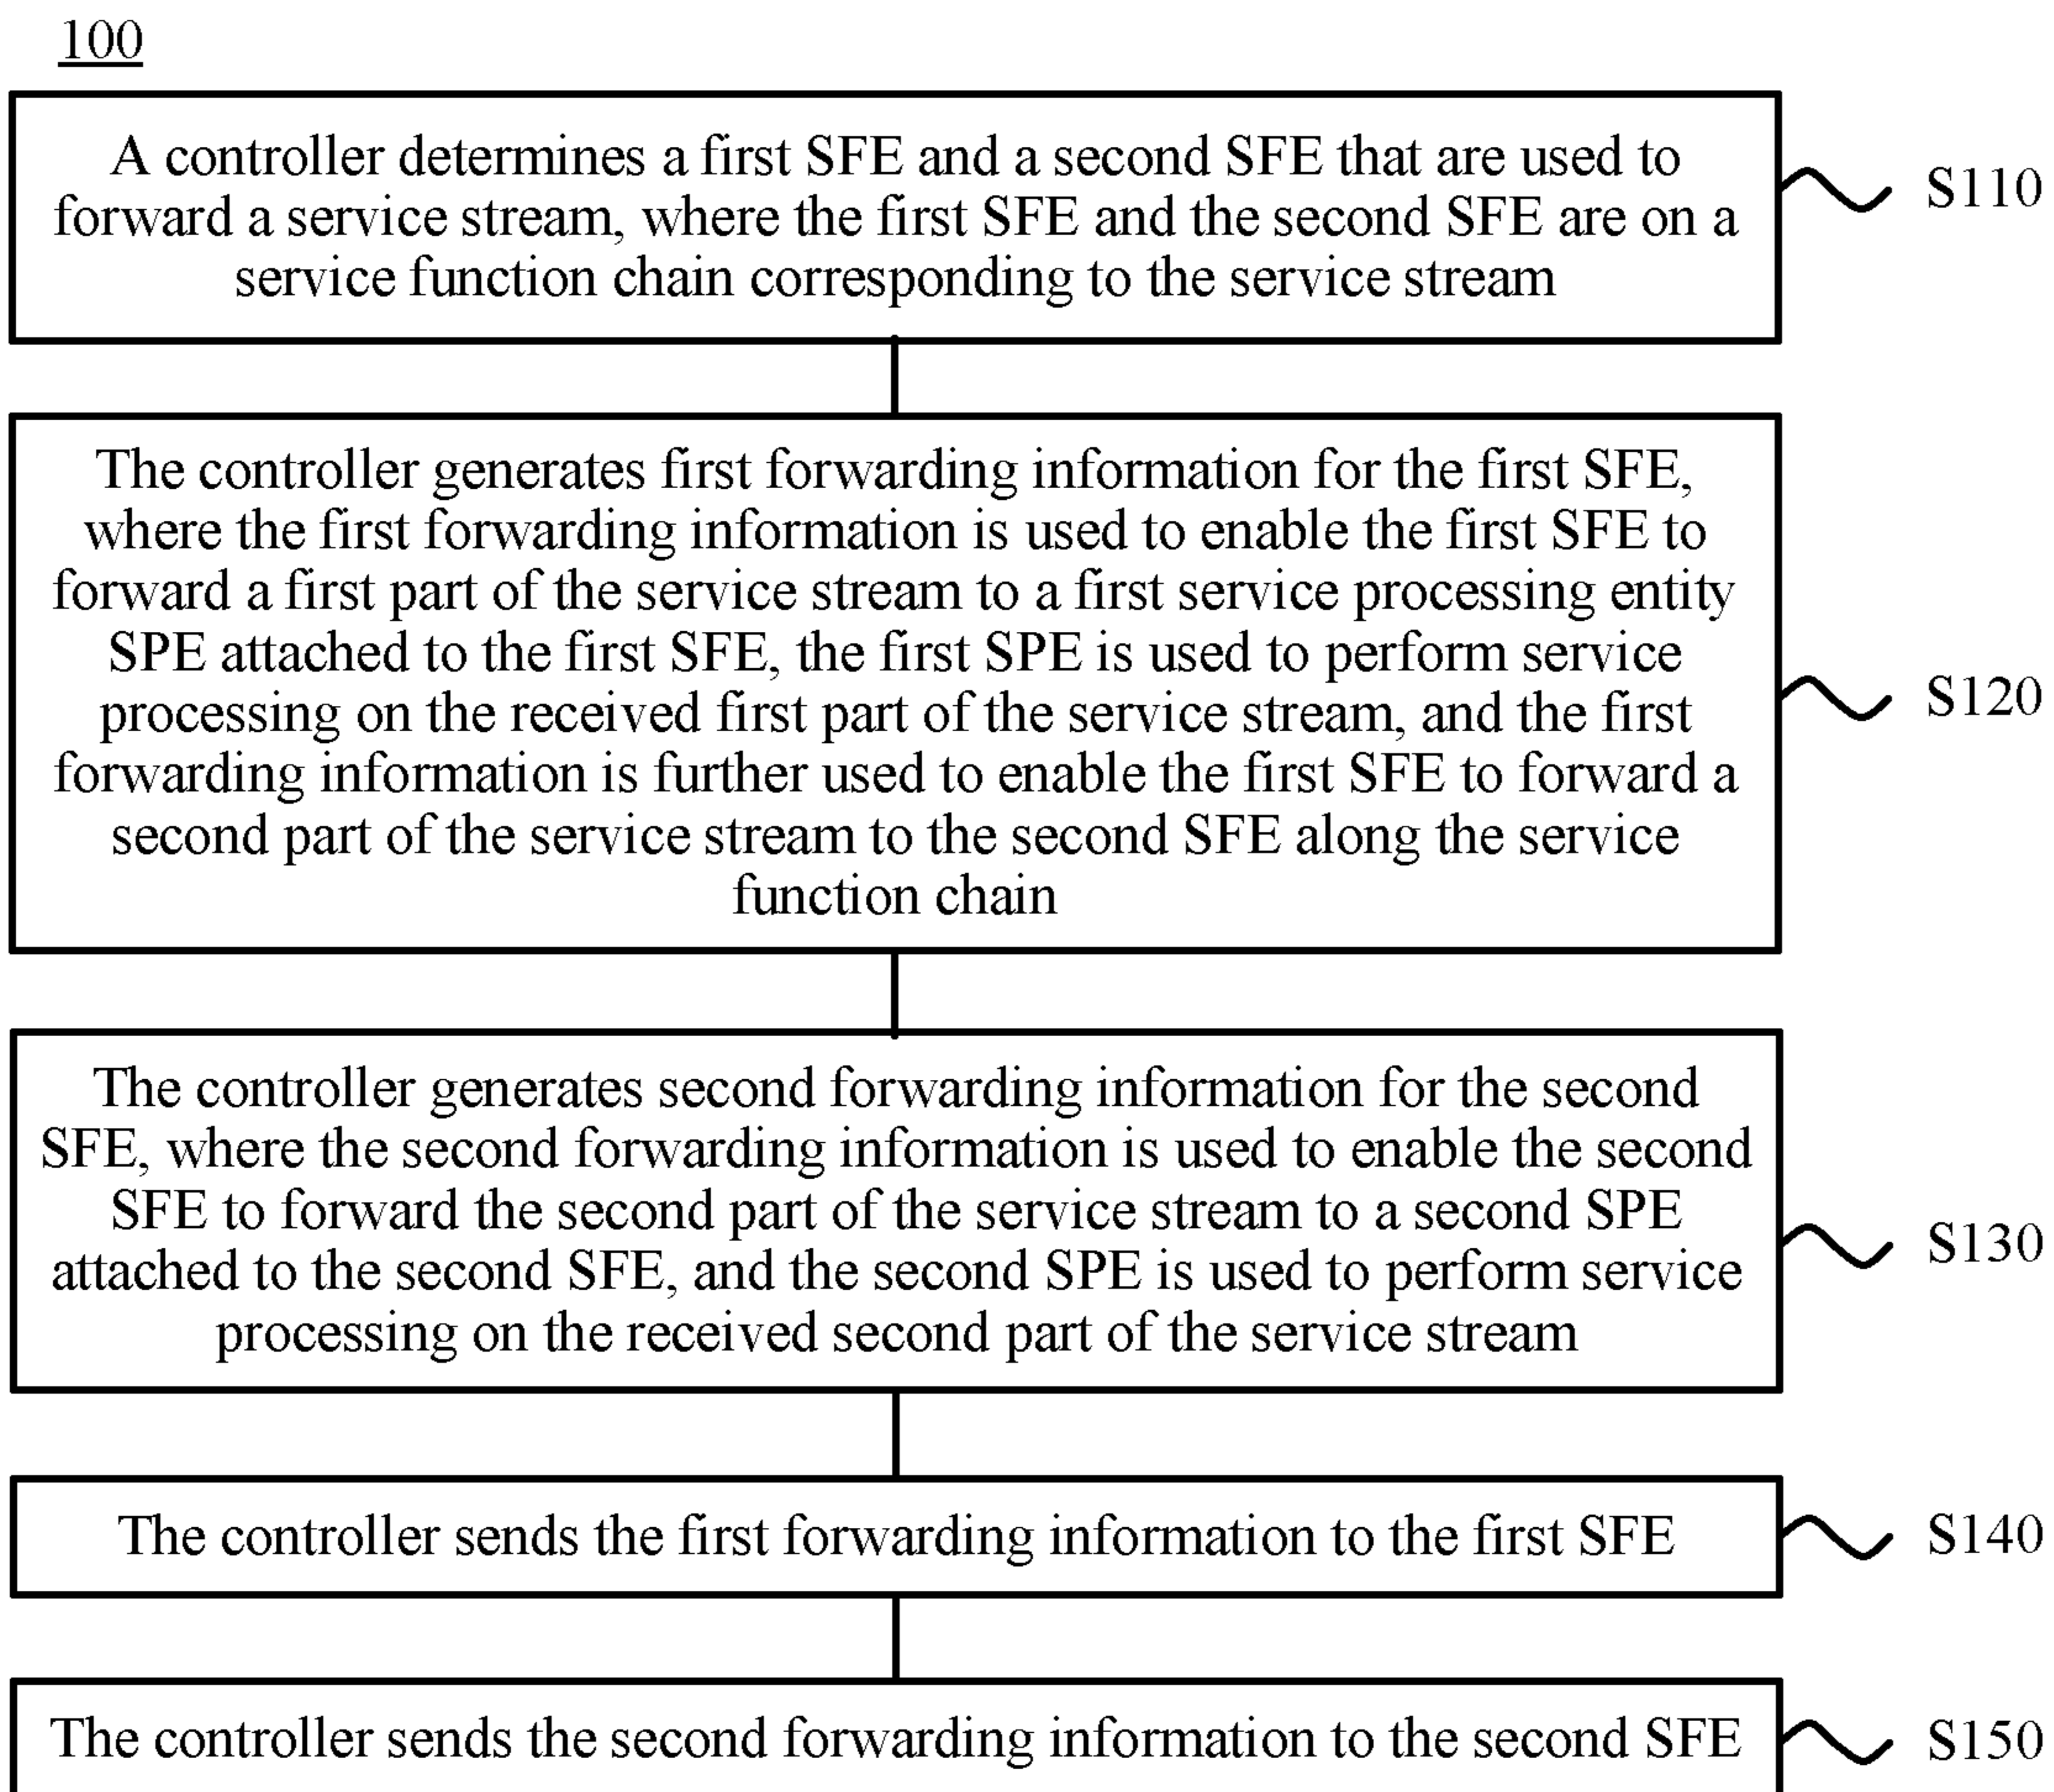 100
A controller determines a first SFE and a second SFE that are used to
forward a service stream, where the first SFE and the second SFE are on a
service function chain corresponding to the service stream
S110
The controller generates first forwarding information for the first SFE,
where the first forwarding information is used to enable the first SFE to
forward a first part of the service stream to a first service processing entity
SPE attached to the first SFE, the first SPE is used to perform service
processing on the received first part of the service stream, and the first
forwarding information is further used to enable the first SFE to forward a
second part of the service stream to the second SFE along the service
function chain
S120
The controller generates second forwarding information for the second
SFE, where the second forwarding information is used to enable the second
SFE to forward the second part of the service stream to a second SPE
attached to the second SFE, and the second SPE is used to perform service
processing on the received second part of the service stream
S130
The controller sends the first forwarding information to the first SFE
S140
The controller sends the second forwarding information to the second SFE
S150